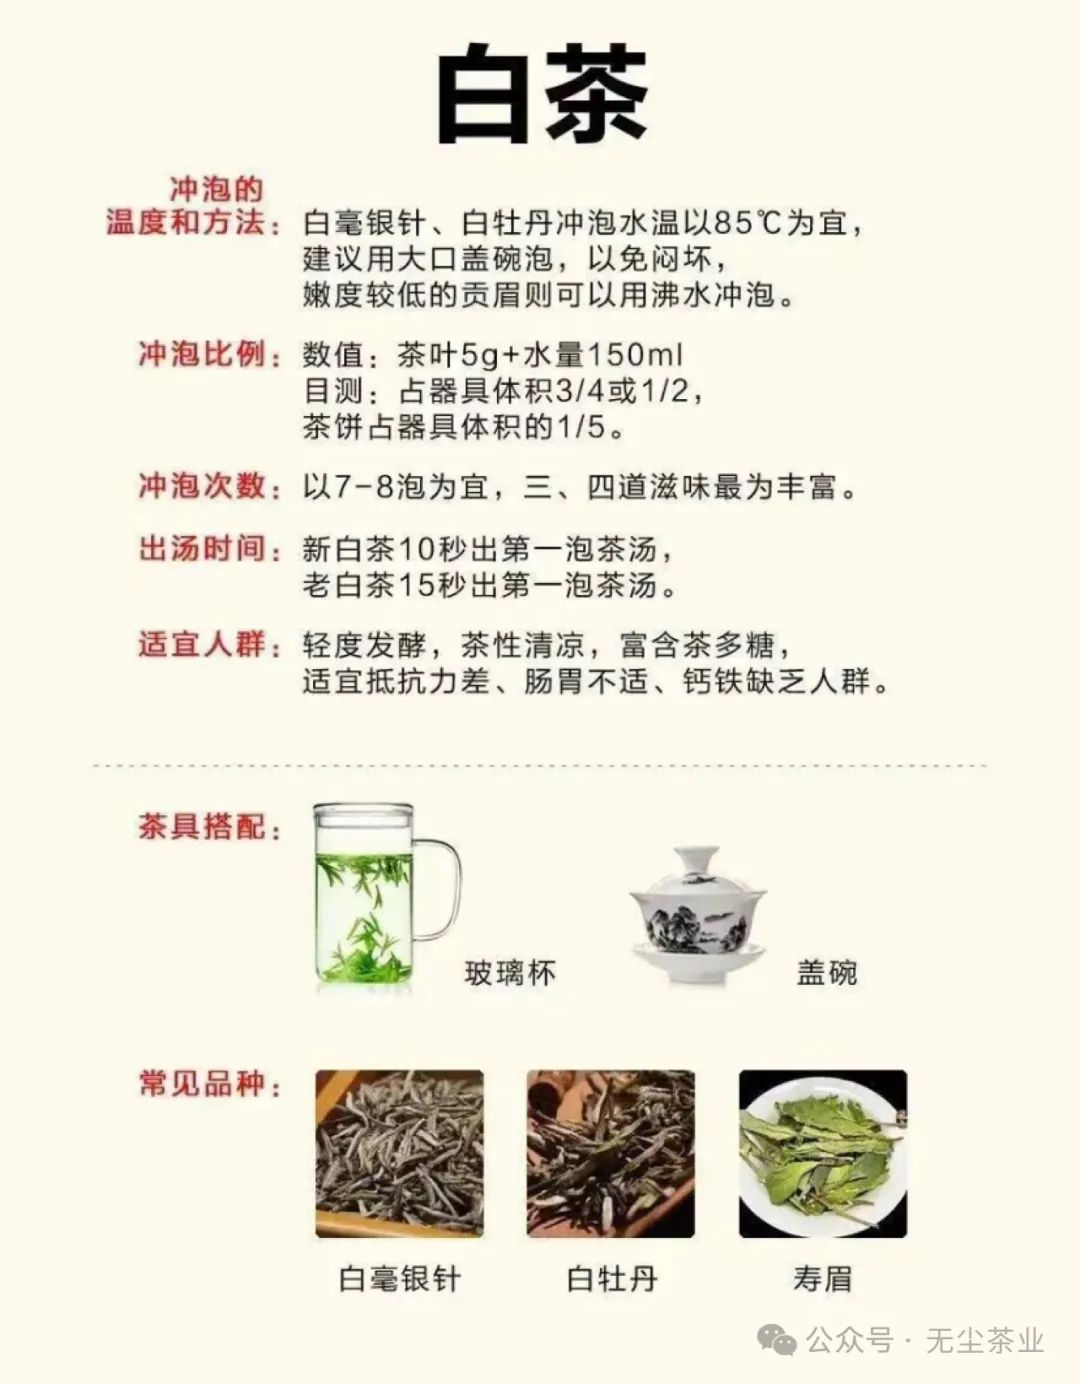 白茶
冲泡的
温度和方法：白毫银针、白牡丹冲泡水温以85℃为宜，
建议用大口盖碗泡，以免闷坏，
嫩度较低的贡眉则可以用沸水冲泡。
冲泡比例：数值：茶叶5g+水量150ml
目测：占器具体积3/4或1/2，
茶饼占器具体积的1/5。
冲泡次数：以7-8泡为宜，三、四道滋味最为丰富。
出汤时间：新白茶10秒出第一泡茶汤，
老白茶15秒出第一泡茶汤。
适宜人群：轻度发酵，茶性清凉，富含茶多糖，
适宜抵抗力差、肠胃不适、钙铁缺乏人群。
茶具搭配：
玻璃杯
盖碗
常见品种：
白毫银针
白牡丹
寿眉
公众号·无尘茶业